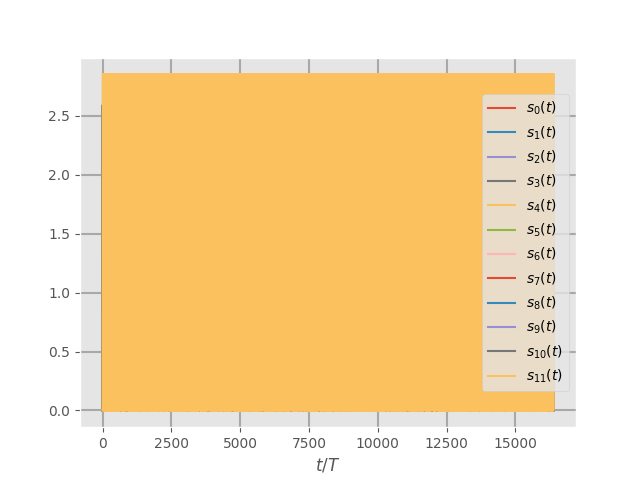 2.5
2.0
1.5
1.0
0.5
0.0
0 2500 5000 7500 10000 12500 15000
t/T
s₀(t)
s₁(t)
s₂(t)
s₃(t)
s₄(t)
s₅(t)
s₆(t)
s₇(t)
s₈(t)
s₉(t)
s₁₀(t)
s₁₁(t)